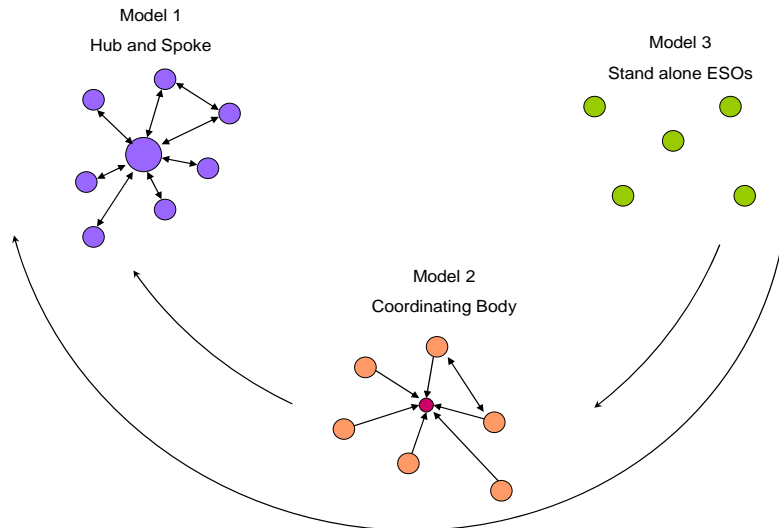 Model 1
Hub and Spoke
Model 3
Stand alone ESOs
Model 2
Coordinating Body